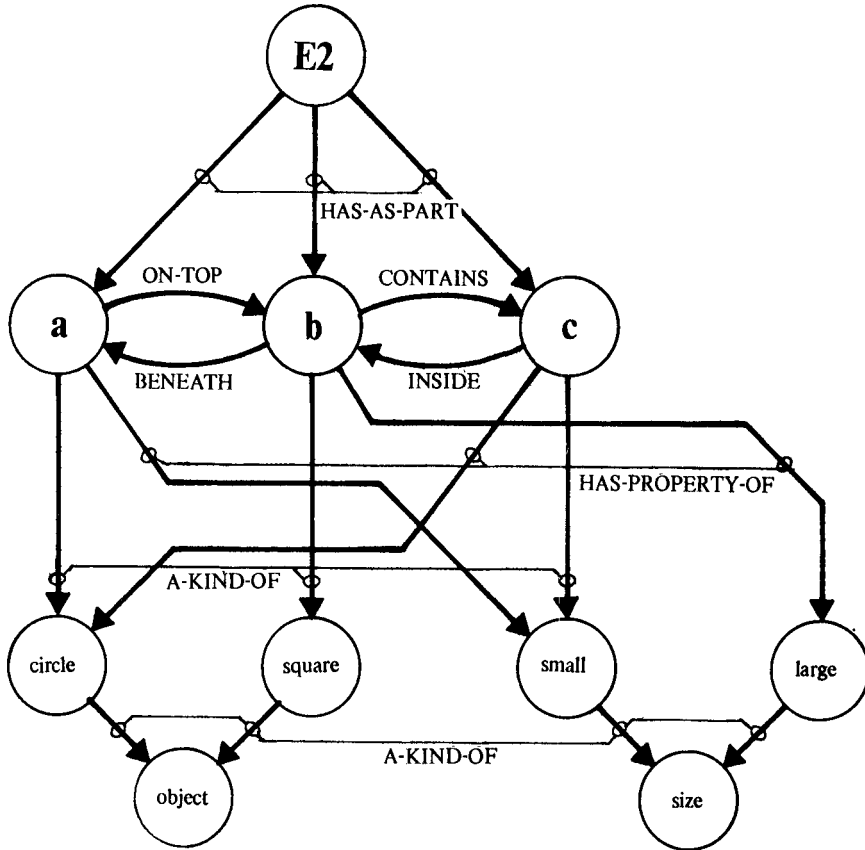 E2
HAS-AS-PART
ON-TOP
CONTAINS
a
b
c
BENEATH
INSIDE
HAS-PROPERTY-OF
A-KIND-OF
circle
square
small
large
A-KIND-OF
object
size